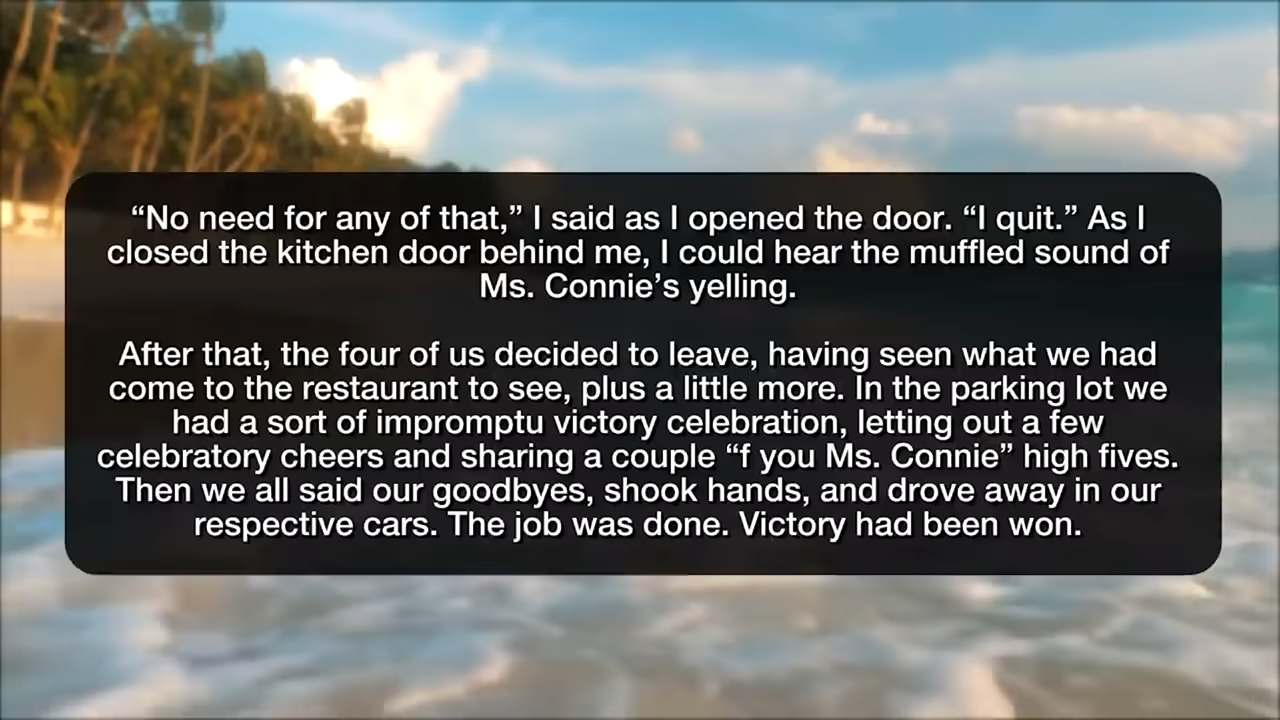 “No need for any of that,” I said as I opened the door. “I quit.” As I
closed the kitchen door behind me, I could hear the muffled sound of
Ms. Connie’s yelling.
After that, the four of us decided to leave, having seen what we had
come to the restaurant to see, plus a little more. In the parking lot we
had a sort of impromptu victory celebration, letting out a few
celebratory cheers and sharing a couple “f you Ms. Connie” high fives.
Then we all said our goodbyes, shook hands, and drove away in our
respective cars. The job was done. Victory had been won.